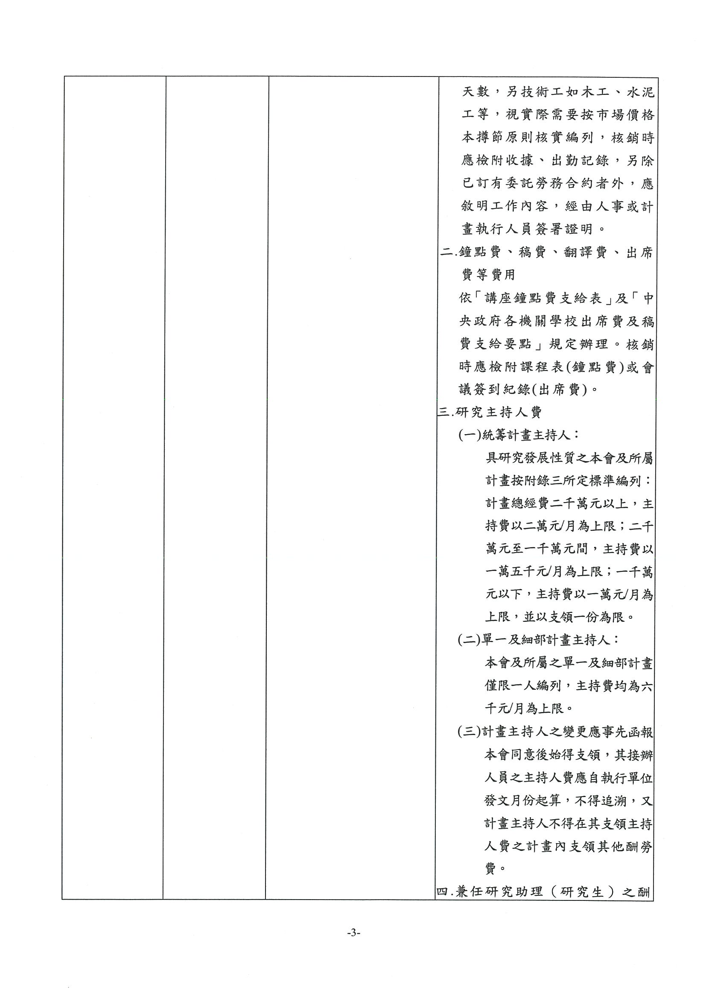 天數，另技術工如木工、水泥
工等，視實際需要按市場價格
本撙節原則核實編列，核銷時
應檢附收據、出勤記錄，另除
已訂有委託勞務合約者外，應
敘明工作內容，經由人事或計
畫執行人員簽署證明。
二.鐘點費、稿費、翻譯費、出席
費等費用
依「講座鐘點費支給表」及「中
央政府各機關學校出席費及稿
費支給要點」規定辦理。核銷
時應檢附課程表(鐘點費)或會
議簽到紀錄(出席費)。
三.研究主持人費
(一)統籌計畫主持人：
具研究發展性質之本會及所屬
計畫按附錄三所定標準編列：
計畫總經費二千萬元以上，主
持費以二萬元/月為上限；二千
萬元至一千萬元間，主持費以
一萬五千元/月為上限；一千萬
元以下，主持費以一萬元/月為
上限，並以支領一份為限。
(二)單一及細部計畫主持人：
本會及所屬之單一及細部計畫
僅限一人編列，主持費均為六
千元/月為上限。
(三)計畫主持人之變更應事先函報
本會同意後始得支領，其接辦
人員之主持人費應自執行單位
發文月份起算，不得追溯，又
計畫主持人不得在其支領主持
人費之計畫內支領其他酬勞
費。
四.兼任研究助理（研究生）之酬
-3-